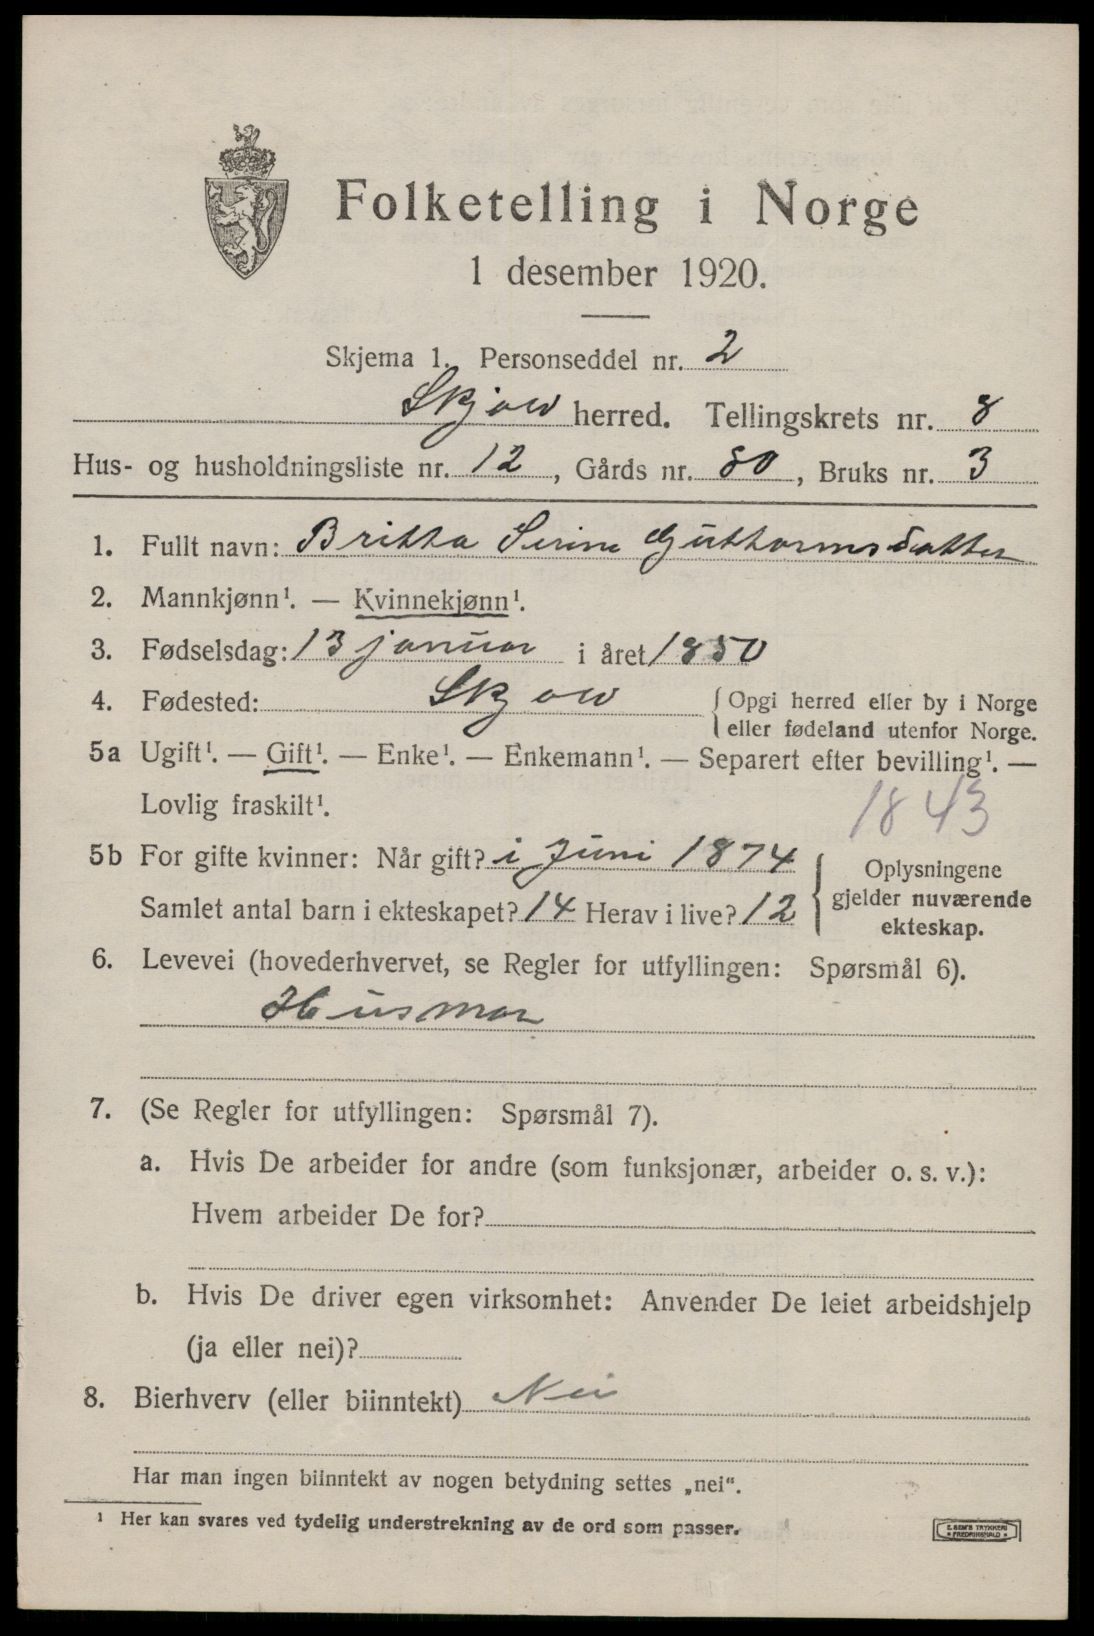 Folketelling i Norge
1 desember 1920.
Skjema 1. Personseddel nr. 2
Skjold herred. Tellingskrets nr. 8
Hus- og husholdningsliste nr. 12, Gårds nr. 80, Bruks nr. 3
1. Fullt navn: Britha Serine Guttormsdatter
2. Mannkjønn¹. — Kvinnekjønn¹.
3. Fødselsdag: 13 januar i året 1850
4. Fødested: Skjold { Opgi herred eller by i Norge
eller fødeland utenfor Norge.
5a Ugift¹. — Gift¹. — Enke¹. — Enkemann¹. — Separert efter bevilling¹. —
Lovlig fraskilt¹. 1843
5b For gifte kvinner: Når gift? i Juni 1874
Samlet antal barn i ekteskapet? 14 Herav i live? 12
{ Oplysningene
gjelder nuværende
ekteskap.
6. Levevei (hovederhvervet, se Regler for utfyllingen: Spørsmål 6).
Husmor
7. (Se Regler for utfyllingen: Spørsmål 7).
a. Hvis De arbeider for andre (som funksjonær, arbeider o. s. v.):
Hvem arbeider De for?
b. Hvis De driver egen virksomhet: Anvender De leiet arbeidshjelp
(ja eller nei)?
8. Bierhverv (eller biinntekt) Nei
Har man ingen biinntekt av nogen betydning settes „nei“.
¹ Her kan svares ved tydelig understrekning av de ord som passer.
E. SEM'S TRYKKERI
FREDRIKSHALD